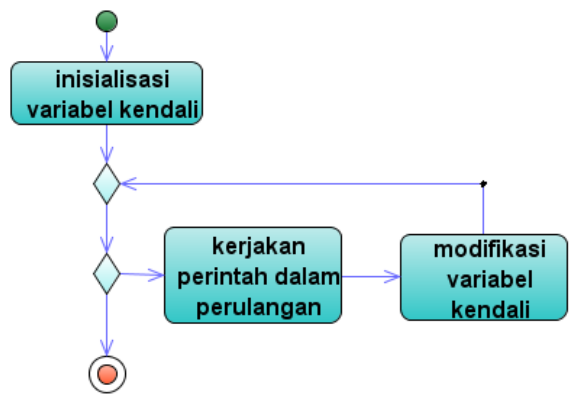 inisialisasi
variabel kendali
kerjakan
perintah dalam
perulangan
modifikasi
variabel
kendali